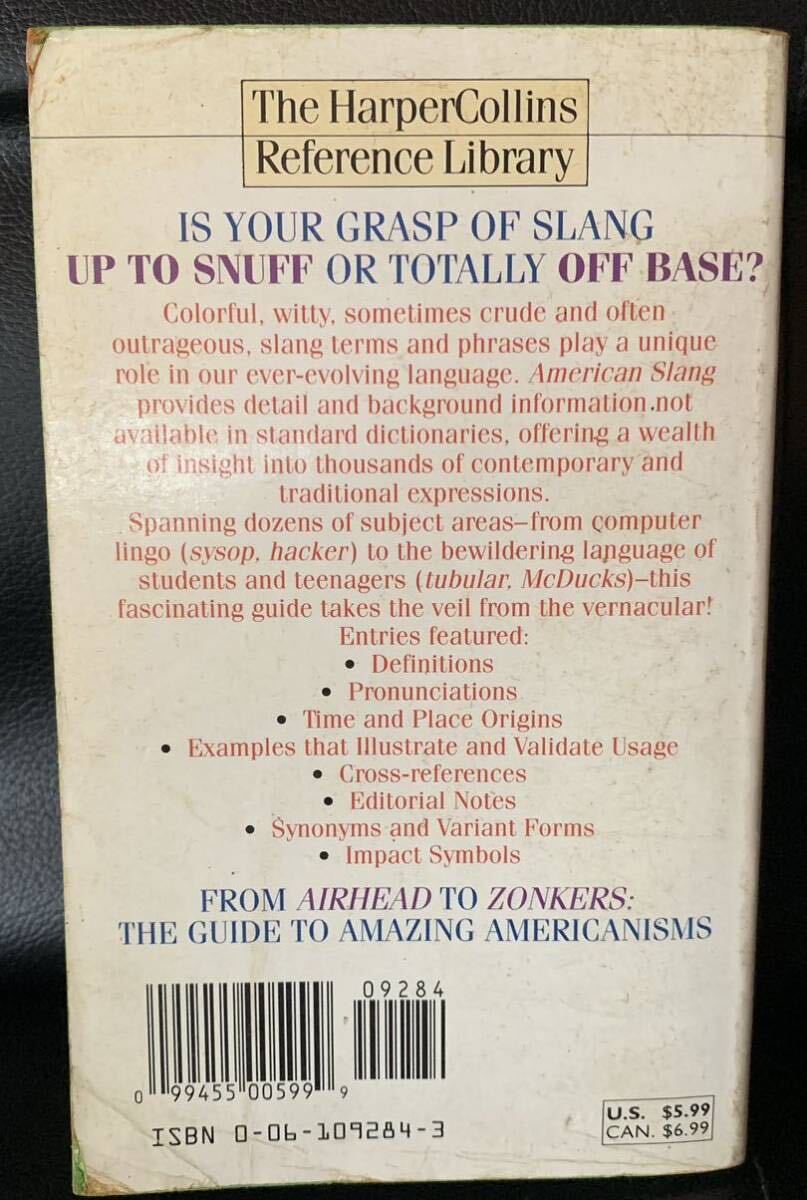 The HarperCollins
Reference Library
IS YOUR GRASP OF SLANG
UP TO SNUFF OR TOTALLY OFF BASE?
Colorful, witty, sometimes crude and often
outrageous, slang terms and phrases play a unique
role in our ever-evolving language. American Slang
provides detail and background information.not
available in standard dictionaries, offering a wealth
of insight into thousands of contemporary and
traditional expressions.
Spanning dozens of subject areas–from computer
lingo (sysop, hacker) to the bewildering language of
students and teenagers (tubular, McDucks)–this
fascinating guide takes the veil from the vernacular!
Entries featured:
• Definitions
• Pronunciations
• Time and Place Origins
• Examples that Illustrate and Validate Usage
• Cross-references
• Editorial Notes
• Synonyms and Variant Forms
• Impact Symbols
FROM AIRHEAD TO ZONKERS:
THE GUIDE TO AMAZING AMERICANISMS
09284
0 99455 00599 9
ISBN 0-06-109284-3
U.S. $5.99
CAN. $6.99